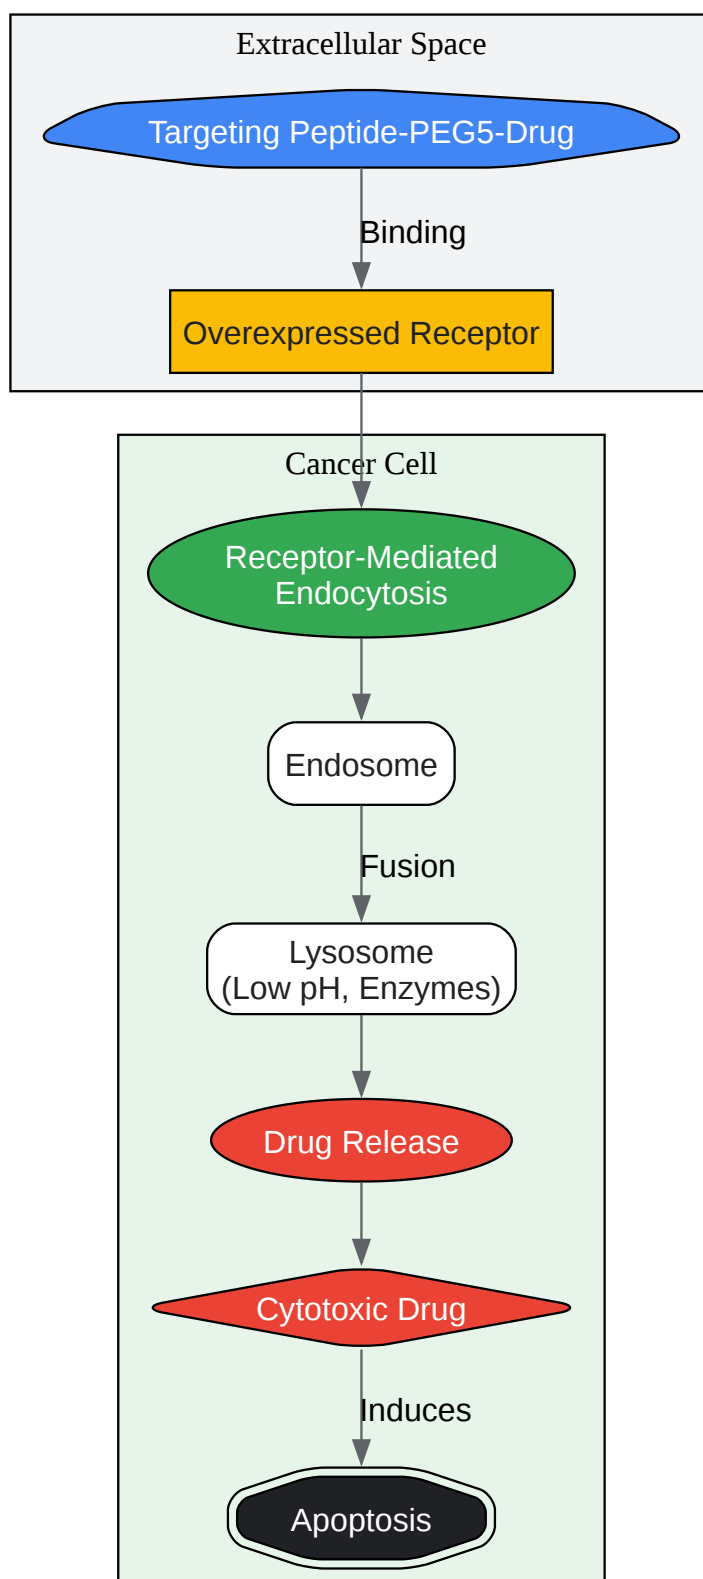 Extracellular Space
Targeting Peptide-PEG5-Drug
Binding
Overexpressed Receptor
Cancer Cell
Receptor-Mediated
Endocytosis
Endosome
Fusion
Lysosome
(Low pH, Enzymes)
Drug Release
Cytotoxic Drug
Induces
Apoptosis